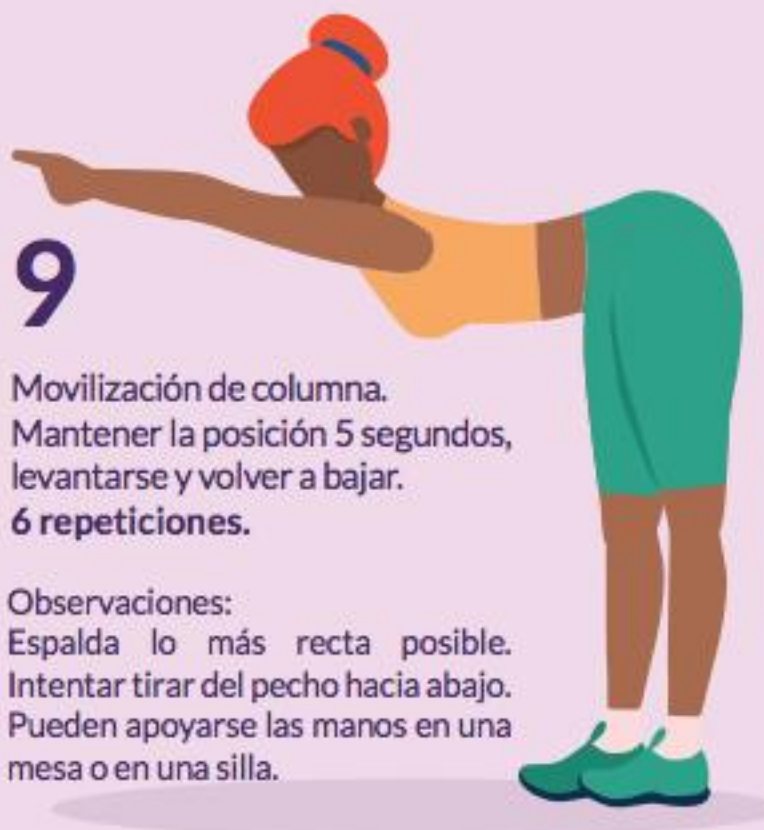 9
Movilización de columna.
Mantener la posición 5 segundos,
levantarse y volver a bajar.
6 repeticiones.
Observaciones:
Espalda lo más recta posible.
Intentar tirar del pecho hacia abajo.
Pueden apoyarse las manos en una
mesa o en una silla.